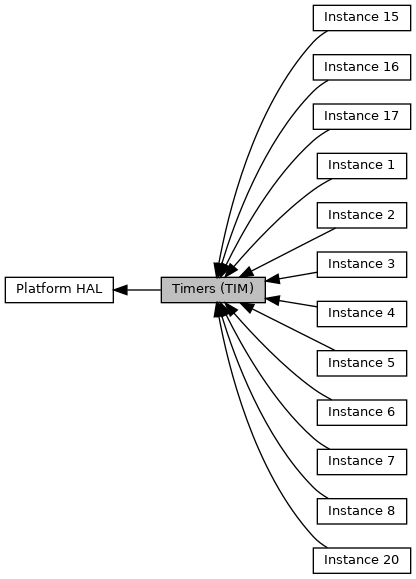 Instance 15
Instance 16
Instance 17
Instance 1
Instance 2
Instance 3
Platform HAL
Timers (TIM)
Instance 4
Instance 5
Instance 6
Instance 7
Instance 8
Instance 20